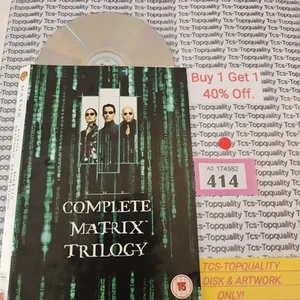 Buy 1 Get 1
40% Off.
AD 174982
414
COMPLETE
MATRIX
TRILOGY
15
TCS-TOPQUALITY
DISK & ARTWORK,
ONLY!
Tcs-Topquality Tcs-Topquality Tcs-Topquality